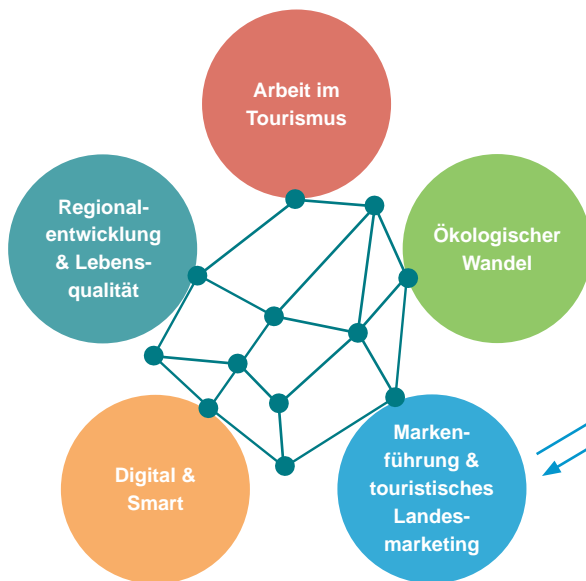 Arbeit im
Tourismus
Regional-
entwicklung
& Lebens-
qualität
Ökologischer
Wandel
Digital &
Smart
Marken-
führung &
touristisches
Landes-
marketing